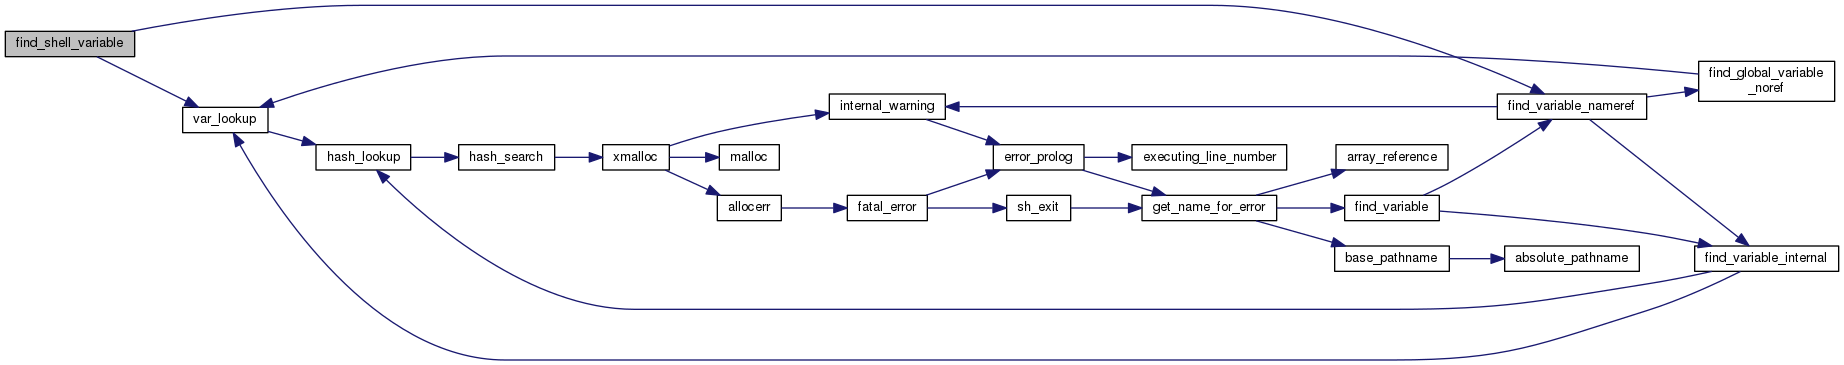 find_shell_variable
var_lookup
hash_lookup
hash_search
xmalloc
internal_warning
malloc
allocerr
fatal_error
error_prolog
sh_exit
executing_line_number
get_name_for_error
array_reference
find_variable
base_pathname
find_variable_nameref
absolute_pathname
find_global_variable
_noref
find_variable_internal